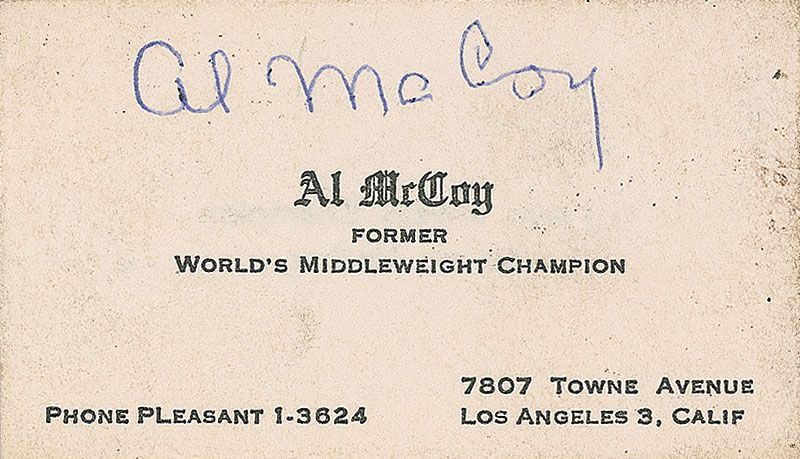 Al McCoy
Al McCoy
FORMER
WORLD'S MIDDLEWEIGHT CHAMPION
7807 TOWNE AVENUE
PHONE PLEASANT 1-3624 LOS ANGELES 3, CALIF